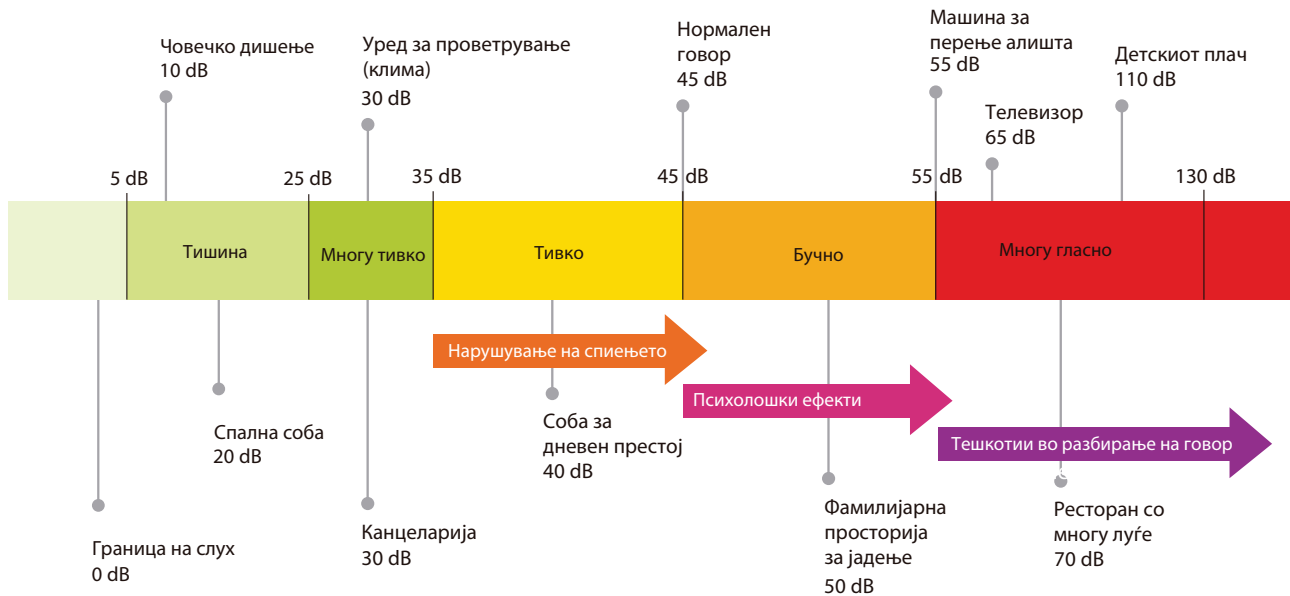 Човечко дишење
10 dB
Уред за проветрување
(клима)
30 dB
Нормален
говор
45 dB
Машина за
перење алишта
55 dB
Телевизор
65 dB
Детскиот плач
110 dB
5 dB
25 dB
35 dB
45 dB
55 dB
130 dB
Тишина
Многу тивко
Тивко
Бучно
Многу гласно
Нарушување на спиењето
Психолошки ефекти
Тешкотии во разбирање на говор
Граница на слух
0 dB
Спална соба
20 dB
Канцеларија
30 dB
Соба за
дневен престој
40 dB
Фамилијарна
просторија
за јадење
50 dB
Ресторан со
многу луѓе
70 dB